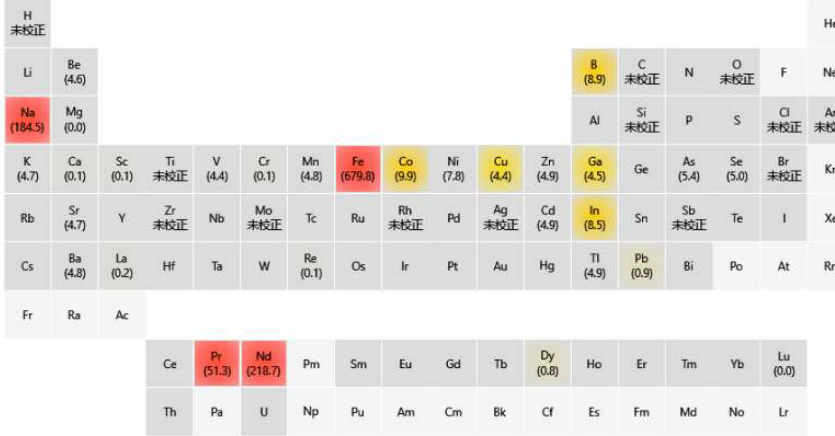 H He
未校正
Li Be B C N O F Ne
(4.6) (8.9) 未校正 未校正
Na Mg Al Si P S Cl Ar
(184.5) (0.0) 未校正 未校正
K Ca Sc Ti V Cr Mn Fe Co Ni Cu Zn Ga Ge As Se Br Kr
(4.7) (0.1) (0.1) 未校正 (4.4) (0.1) (4.8) (679.8) (9.9) (7.8) (4.4) (4.9) (4.5) (5.4) (5.0) 未校正
Rb Sr Y Zr Nb Mo Tc Ru Rh Pd Ag Cd In Sn Sb Te I Xe
(4.7) 未校正 未校正 未校正 未校正 (4.9) (8.5) 未校正
Cs Ba La Hf Ta W Re Os Ir Pt Au Hg Tl Pb Bi Po At Rn
(4.8) (0.2) (0.1) (4.9) (0.9)
Fr Ra Ac
Ce Pr Nd Pm Sm Eu Gd Tb Dy Ho Er Tm Yb Lu
(51.3) (218.7) (0.8) (0.0)
Th Pa U Np Pu Am Cm Bk Cf Es Fm Md No Lr